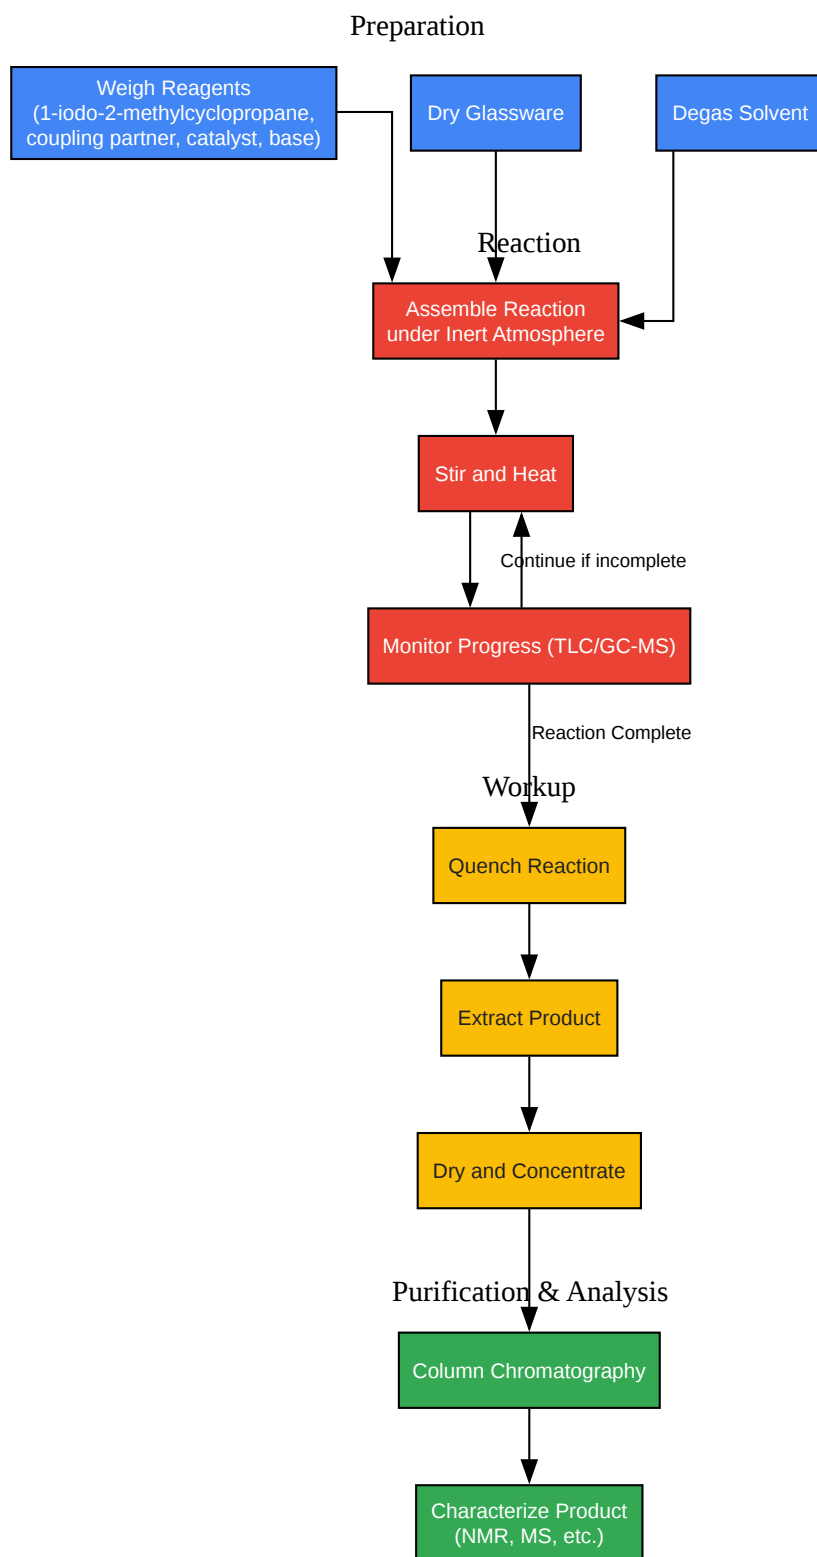 Preparation
Weigh Reagents
(1-iodo-2-methylcyclopropane,
coupling partner, catalyst, base)
Dry Glassware
Degas Solvent
Reaction
Assemble Reaction
under Inert Atmosphere
Stir and Heat
Continue if incomplete
Monitor Progress (TLC/GC-MS)
Reaction Complete
Workup
Quench Reaction
Extract Product
Dry and Concentrate
Purification & Analysis
Column Chromatography
Characterize Product
(NMR, MS, etc.)